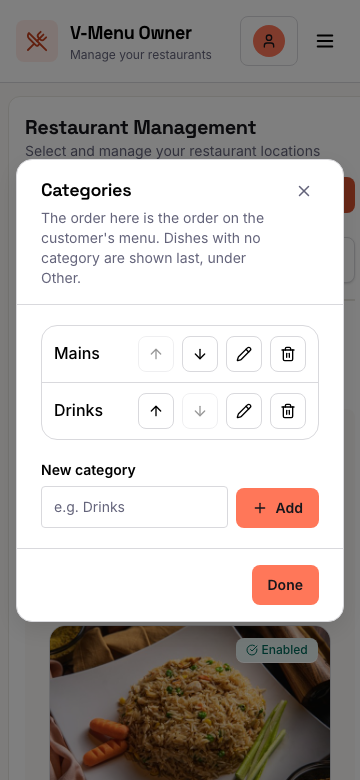 V-Menu Owner
Manage your restaurants
Restaurant Management
Select and manage your restaurant locations
Categories
The order here is the order on the
customer's menu. Dishes with no
category are shown last, under
Other.
Mains
Drinks
New category
e.g. Drinks
Add
Done
Enabled